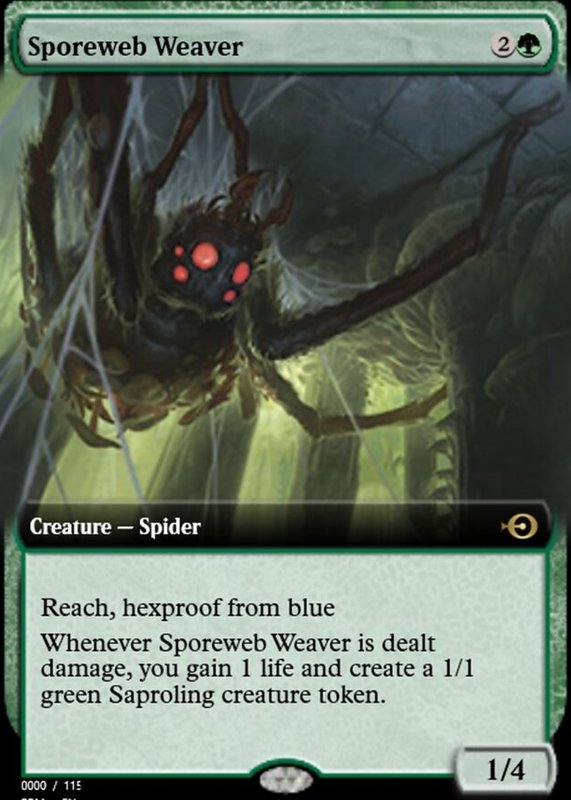 Sporeweb Weaver 2
Creature — Spider
Reach, hexproof from blue
Whenever Sporeweb Weaver is dealt
damage, you gain 1 life and create a 1/1
green Saproling creature token.
1/4
0000 / 115